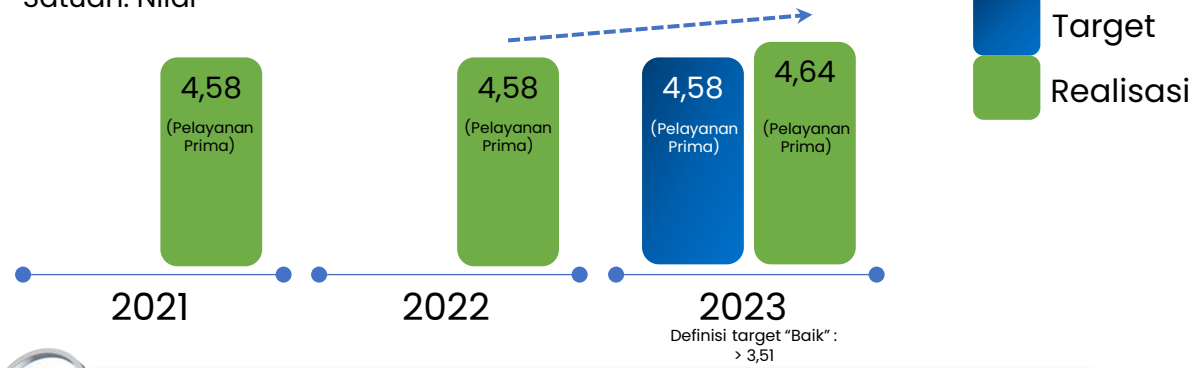 Satuan: Nilai
Target
Realisasi
4,58
(Pelayanan
Prima)
4,58
(Pelayanan
Prima)
4,58
(Pelayanan
Prima)
4,64
(Pelayanan
Prima)
2021
2022
2023
Definisi target “Baik” :
> 3,51